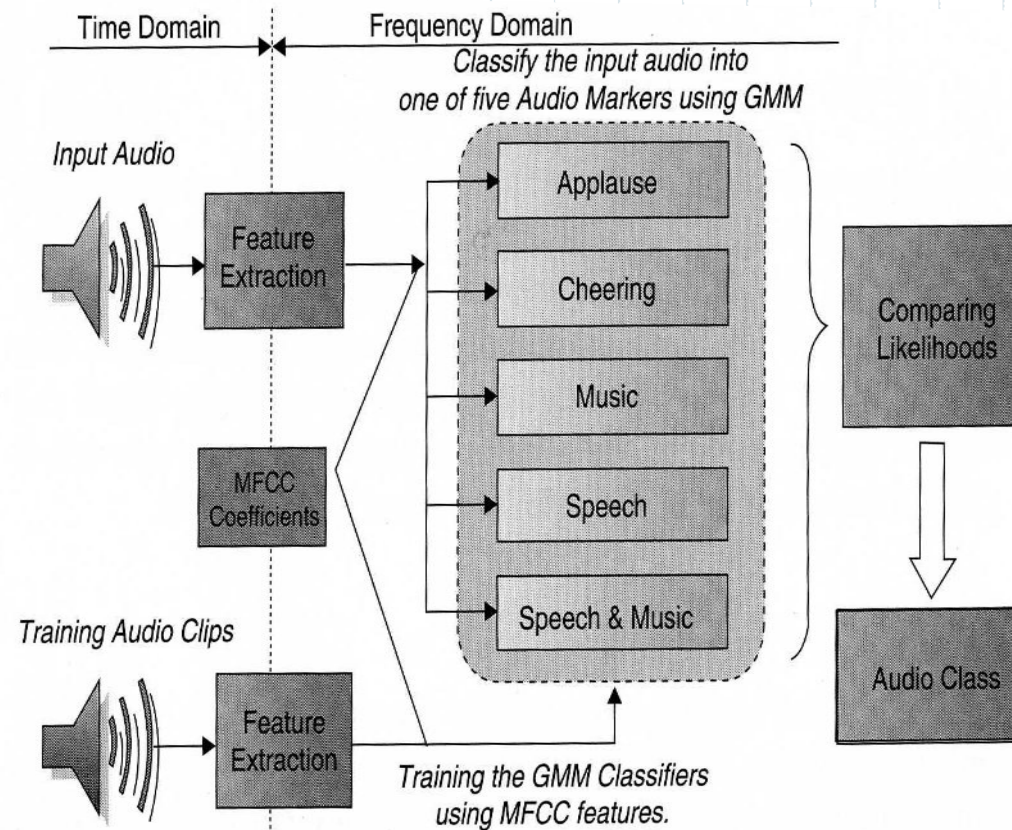 Time Domain
Frequency Domain
Classify the input audio into
one of five Audio Markers using GMM
Input Audio
Feature
Extraction
Applause
Cheering
Music
Speech
Speech & Music
Comparing
Likelihoods
MFCC
Coefficients
Training Audio Clips
Feature
Extraction
Audio Class
Training the GMM Classifiers
using MFCC features.